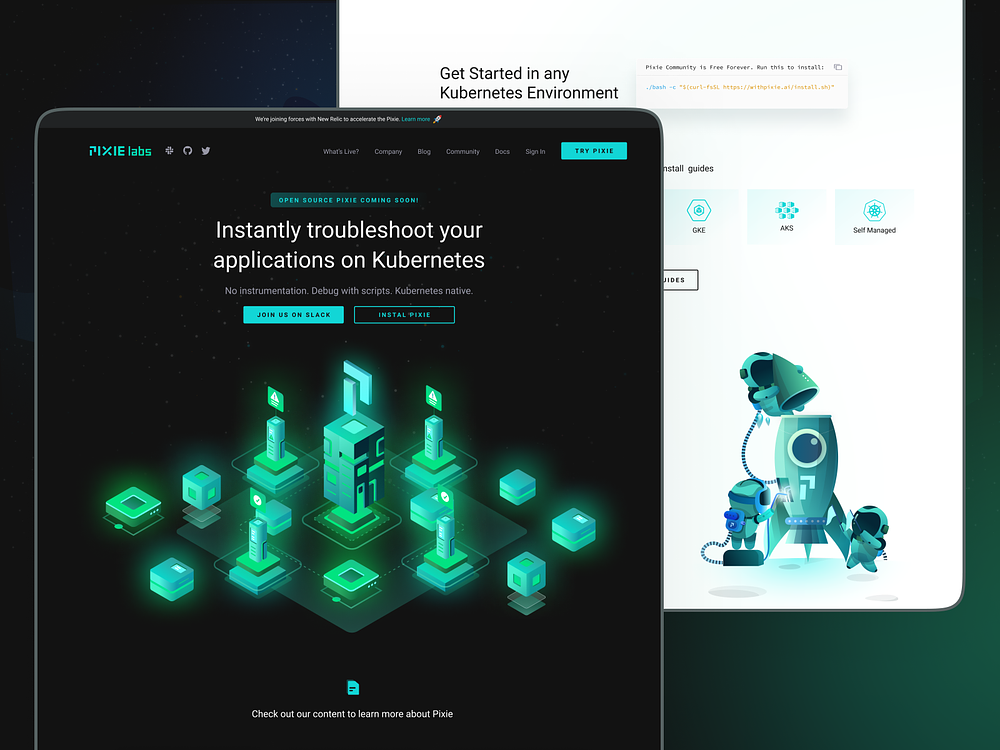 Get Started in any
Kubernetes Environment
Pixie Community is Free Forever. Run this to install:
./bash -c "$(curl -fsSL https://withpixie.ai/install.sh)"
install guides
GKE
AKS
Self Managed
We're joining forces with New Relic to accelerate the Pixie. Learn more
PIXIE labs
What's Live?
Company
Blog
Community
Docs
Sign In
TRY PIXIE
OPEN SOURCE PIXIE COMING SOON!
Instantly troubleshoot your
applications on Kubernetes
No instrumentation. Debug with scripts. Kubernetes native.
JOIN US ON SLACK
INSTAL PIXIE
Check out our content to learn more about Pixie